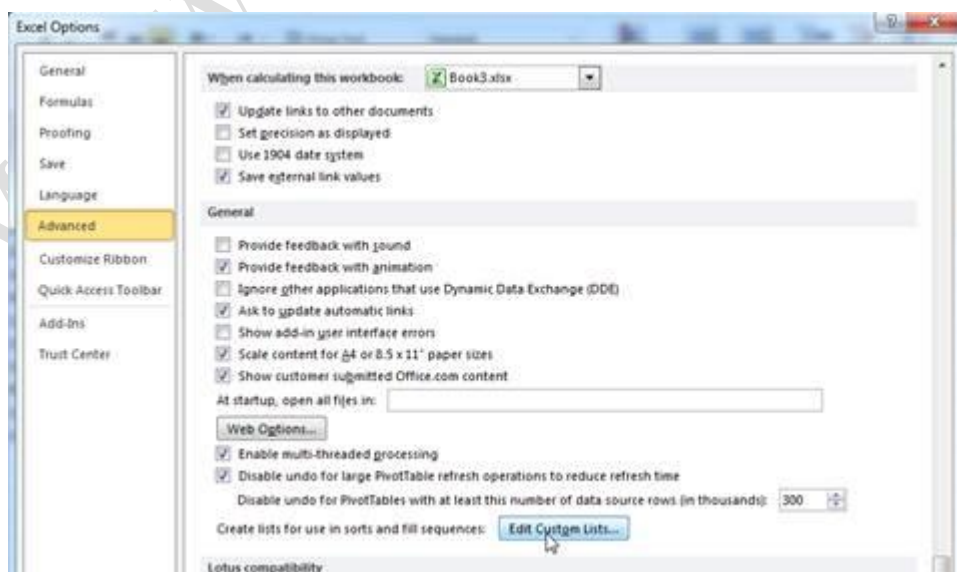 Excel Options
General
Formulas
Proofing
Save
Language
Advanced
Customize Ribbon
Quick Access Toolbar
Add-Ins
Trust Center
When calculating this workbook: Book3.xlsx
Update links to other documents
Set precision as displayed
Use 1904 date system
Save external link values
General
Provide feedback with sound
Provide feedback with animation
Ignore other applications that use Dynamic Data Exchange (DDE)
Ask to update automatic links
Show add-in user interface errors
Scale content for A4 or 8.5 x 11" paper sizes
Show customer submitted Office.com content
At startup, open all files in:
Web Options...
Enable multi-threaded processing
Disable undo for large PivotTable refresh operations to reduce refresh time
Disable undo for PivotTables with at least this number of data source rows (in thousands): 300
Create lists for use in sorts and fill sequences: Edit Custom Lists...
Lotus compatibility